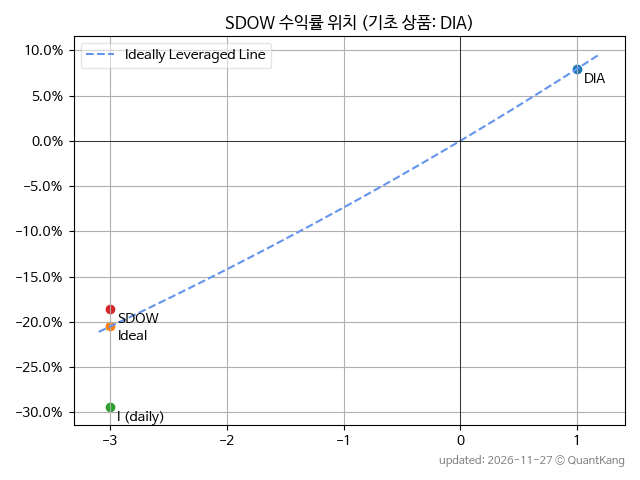 SDOW 수익률 위치 (기초 상품: DIA)
10.0%
5.0%
0.0%
−5.0%
−10.0%
−15.0%
−20.0%
−25.0%
−30.0%
Ideally Leveraged Line
DIA
SDOW
Ideal
I (daily)
−3 −2 −1 0 1
updated: 2026-11-27 © QuantKang